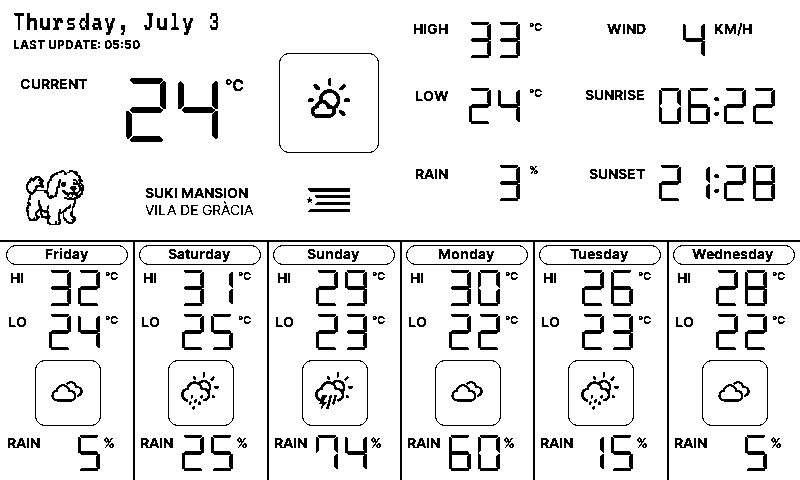 Thursday, July 3
LAST UPDATE: 05:50
CURRENT 24 °C
HIGH 33 °C
WIND 4 KM/H
LOW 24 °C
SUNRISE 06:22
RAIN 3 %
SUNSET 21:28
SUKI MANSION
VILA DE GRÀCIA
Friday
HI 32 °C
LO 24 °C
RAIN 5 %
Saturday
HI 31 °C
LO 25 °C
RAIN 25 %
Sunday
HI 29 °C
LO 23 °C
RAIN 74 %
Monday
HI 30 °C
LO 22 °C
RAIN 60 %
Tuesday
HI 26 °C
LO 23 °C
RAIN 15 %
Wednesday
HI 28 °C
LO 22 °C
RAIN 5 %